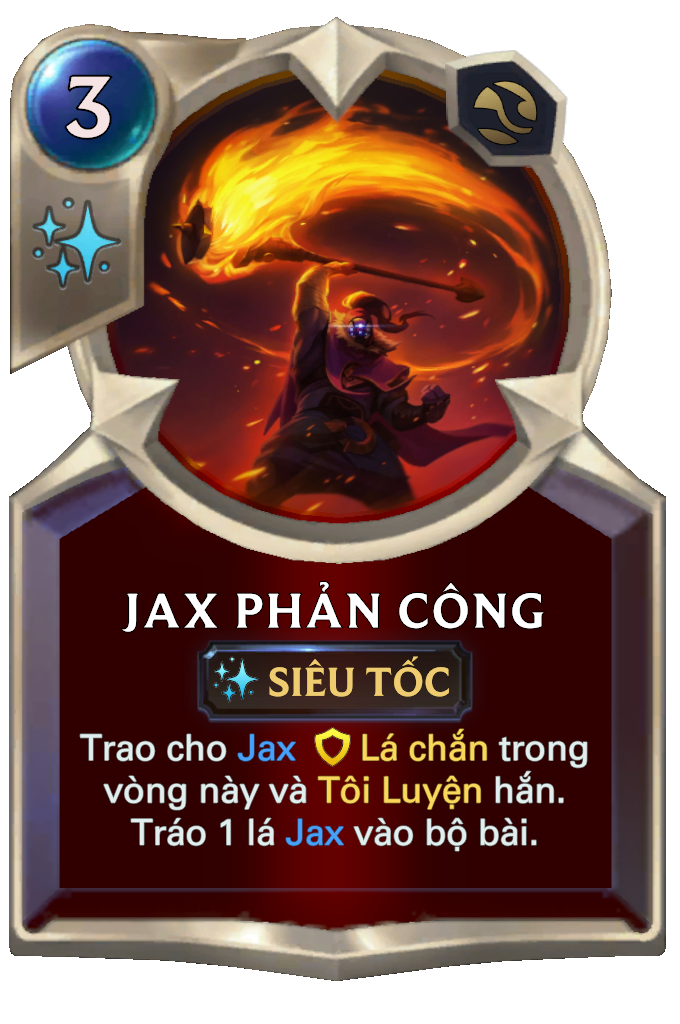 3
JAX PHẢN CÔNG
SIÊU TỐC
Trao cho Jax Lá chắn trong
vòng này và Tôi Luyện hắn.
Tráo 1 lá Jax vào bộ bài.